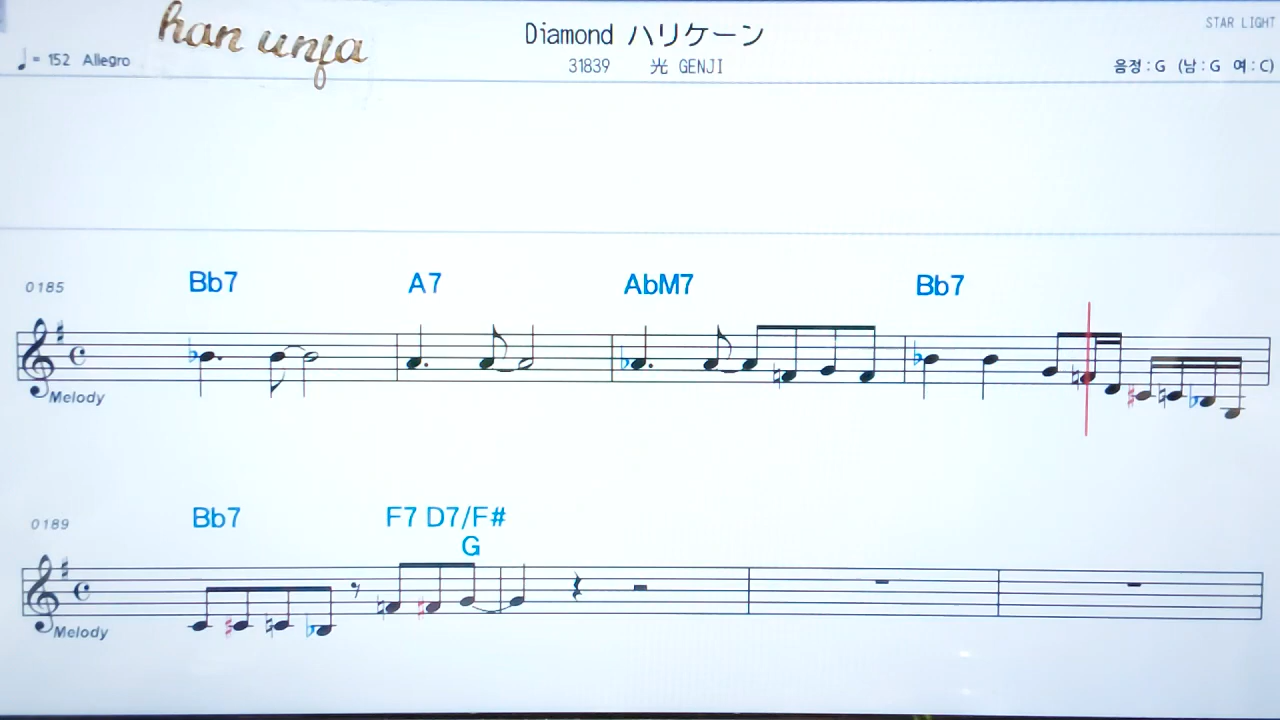 han unfa
Diamond ハリケーン
STAR LIGHT
♩= 152 Allegro
31839 光 GENJI
음정 : G (남 : G 여 : C)
0185
Bb7 A7 AbM7 Bb7
Melody
0189
Bb7 F7 D7/F#
G
Melody